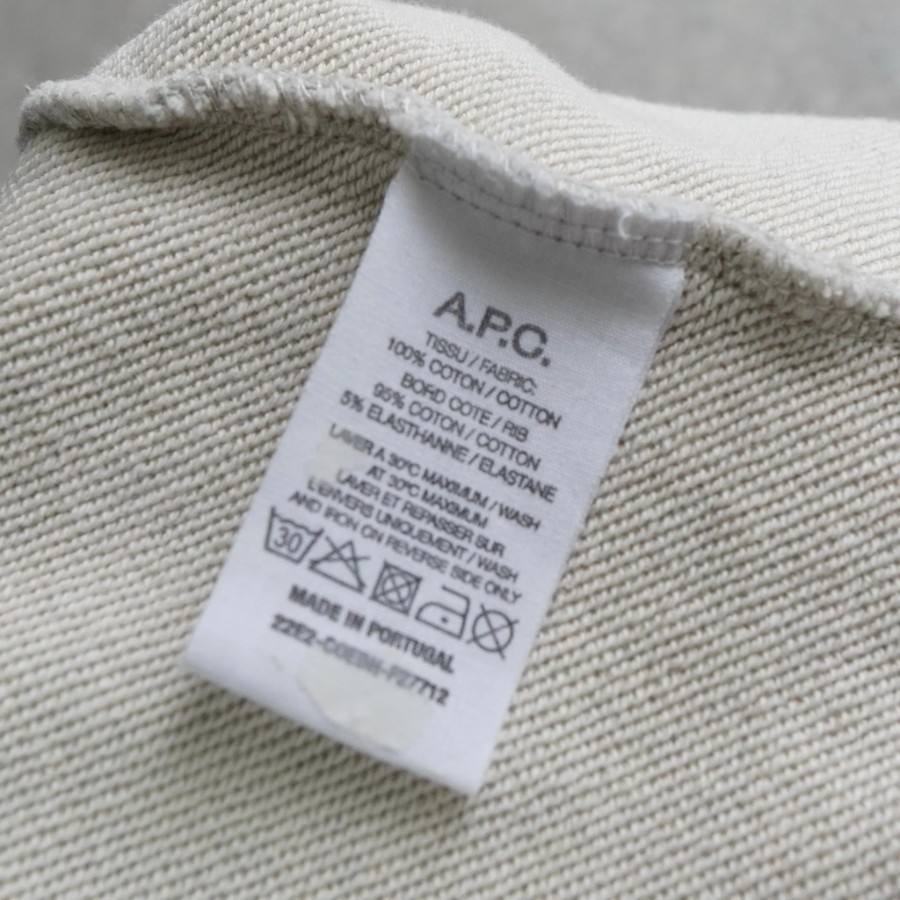 A.P.C.
TISSU / FABRIC:
100% COTON / COTTON
BORD COTE / RIB
95% COTON / COTTON
5% ELASTHANNE / ELASTANE
LAVER A 30°C MAXIMUM / WASH
AT 30°C MAXIMUM
LAVER ET REPASSER SUR
L'ENVERS UNIQUEMENT / WASH
AND IRON ON REVERSE SIDE ONLY
30
MADE IN PORTUGAL